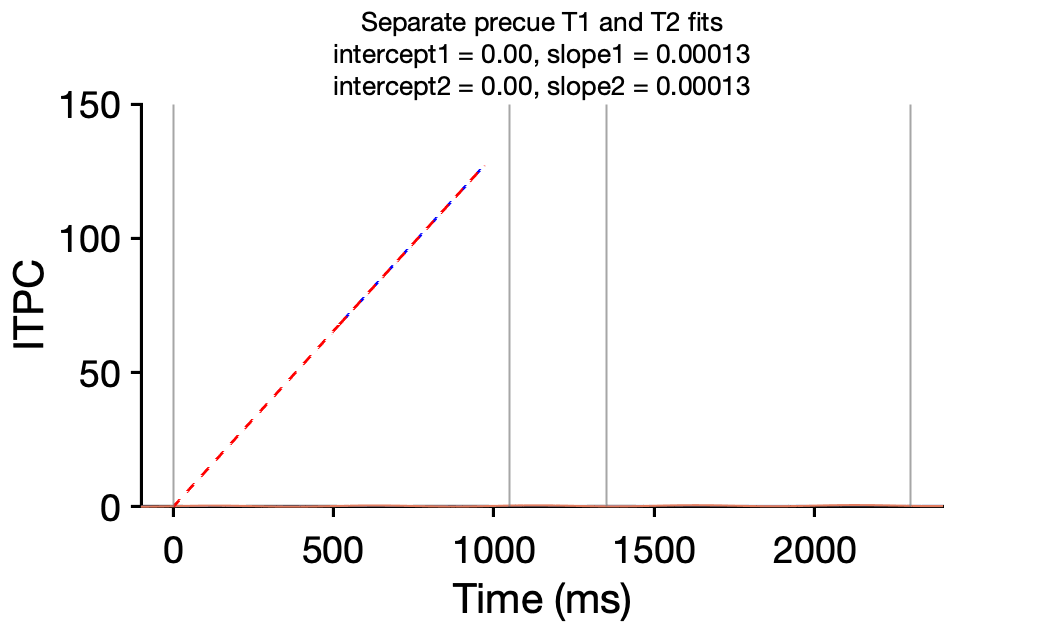 Separate precue T1 and T2 fits
intercept1 = 0.00, slope1 = 0.00013
intercept2 = 0.00, slope2 = 0.00013
150
100
50
0
ITPC
0 500 1000 1500 2000
Time (ms)